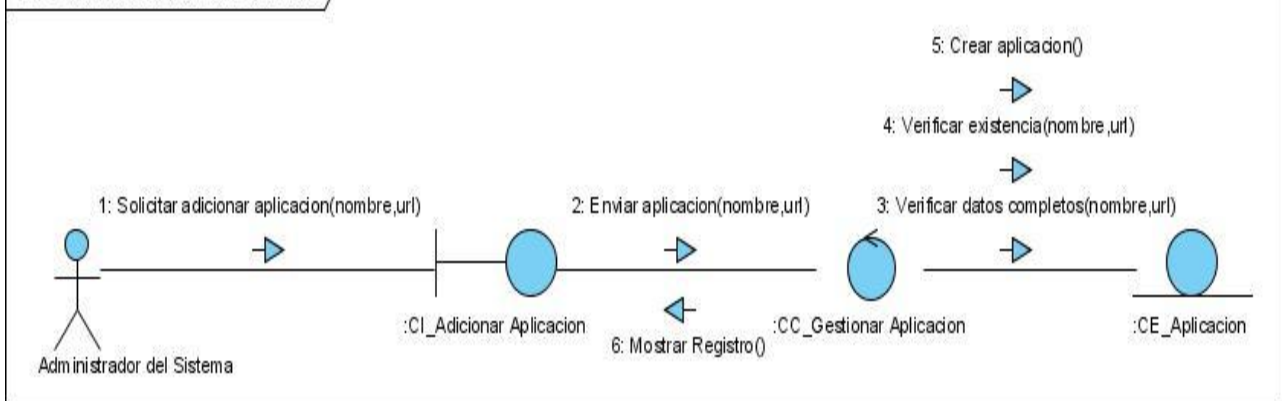 5: Crear aplicacion()
4: Verificar existencia(nombre,url)
1: Solicitar adicionar aplicacion(nombre,url)
2: Enviar aplicacion(nombre,url)
3: Verificar datos completos(nombre,url)
:CI_Adicionar Aplicacion
:CC_Gestionar Aplicacion
:CE_Aplicacion
6: Mostrar Registro()
Administrador del Sistema